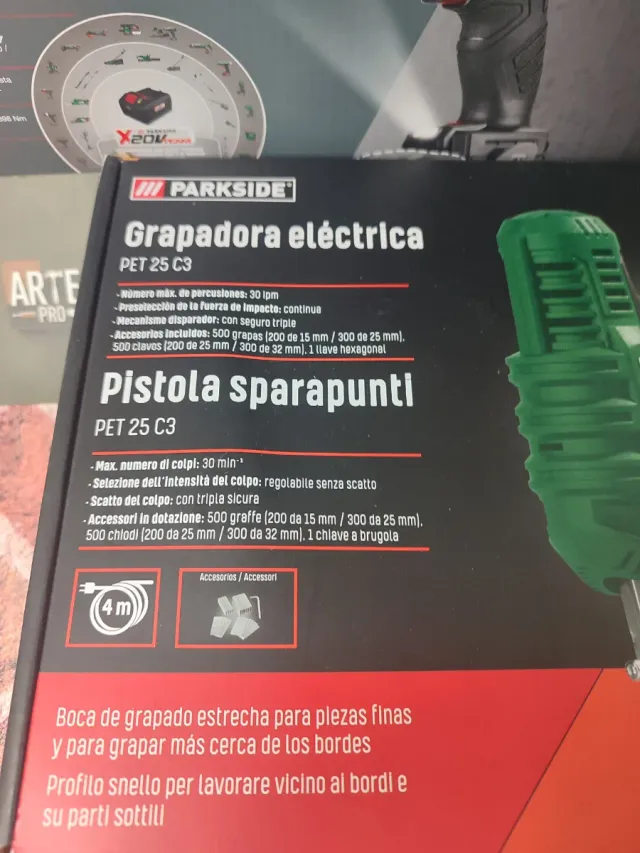 X20V TEAM
ARTE
PRO
PARKSIDE®
Grapadora eléctrica
PET 25 C3
- Número máx. de percusiones: 30 ipm
- Preselección de la fuerza de impacto: continua
- Mecanismo disparador: con seguro triple
- Accesorios incluidos: 500 grapas (200 de 15 mm / 300 de 25 mm),
500 clavos (200 de 25 mm / 300 de 32 mm), 1 llave hexagonal
Pistola sparapunti
PET 25 C3
- Max. numero di colpi: 30 min⁻¹
- Selezione dell'intensità del colpo: regolabile senza scatto
- Scatto del colpo: con tripla sicura
- Accessori in dotazione: 500 graffe (200 da 15 mm / 300 da 25 mm),
500 chiodi (200 da 25 mm / 300 da 32 mm), 1 chiave a brugola
4 m
Accesorios / Accessori
Boca de grapado estrecha para piezas finas
y para grapar más cerca de los bordes
Profilo snello per lavorare vicino ai bordi e
su parti sottili